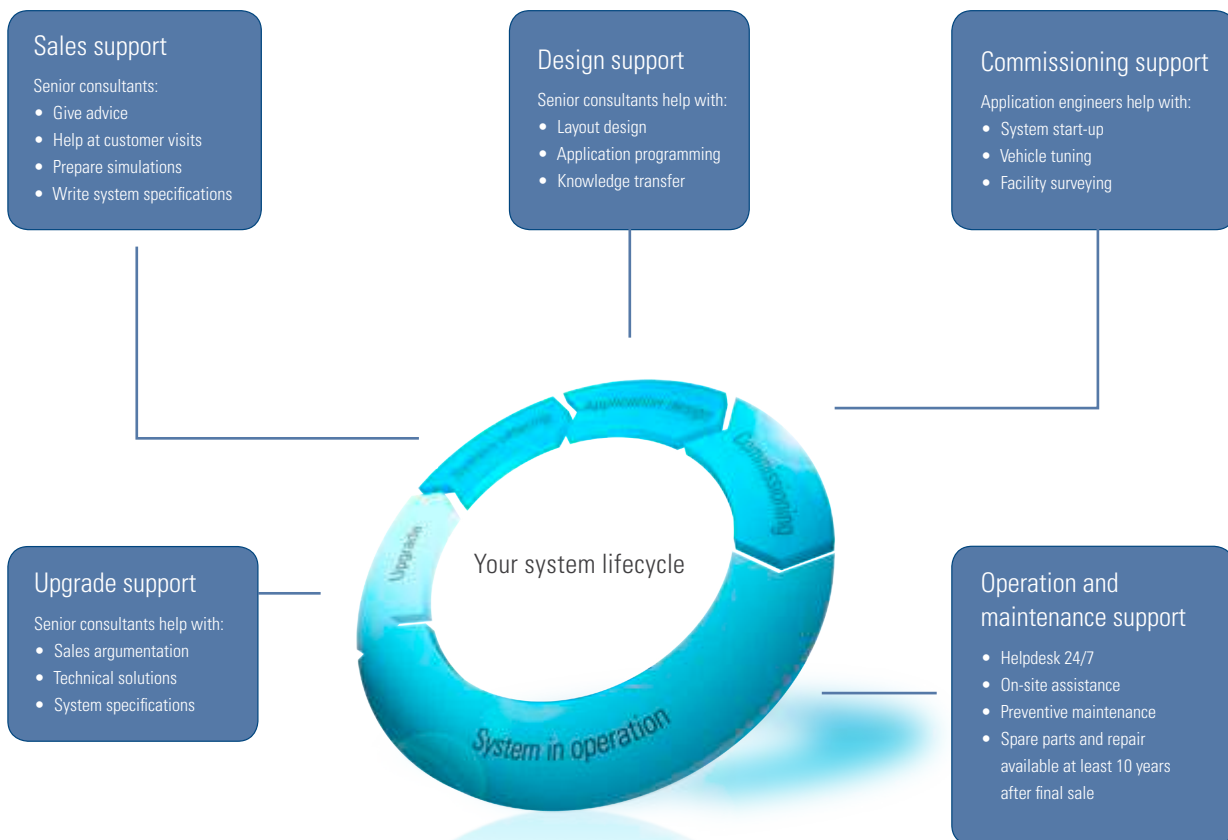 Sales support
Senior consultants:
• Give advice
• Help at customer visits
• Prepare simulations
• Write system specifications
Design support
Senior consultants help with:
• Layout design
• Application programming
• Knowledge transfer
Commissioning support
Application engineers help with:
• System start-up
• Vehicle tuning
• Facility surveying
Application design
Commissioning
Upgrade
Your system lifecycle
System in operation
Upgrade support
Senior consultants help with:
• Sales argumentation
• Technical solutions
• System specifications
Operation and
maintenance support
• Helpdesk 24/7
• On-site assistance
• Preventive maintenance
• Spare parts and repair
available at least 10 years
after final sale